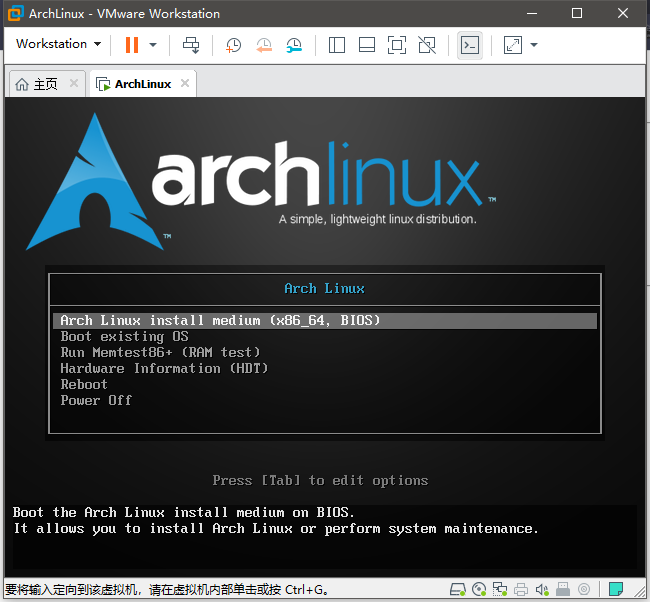 ArchLinux - VMware Workstation
Workstation
主页
ArchLinux
archlinux™
A simple, lightweight linux distribution.
™
Arch Linux
Arch Linux install medium (x86_64, BIOS)
Boot existing OS
Run Memtest86+ (RAM test)
Hardware Information (HDT)
Reboot
Power Off
Press [Tab] to edit options
Boot the Arch Linux install medium on BIOS.
It allows you to install Arch Linux or perform system maintenance.
要将输入定向到该虚拟机，请在虚拟机内部单击或按 Ctrl+G。